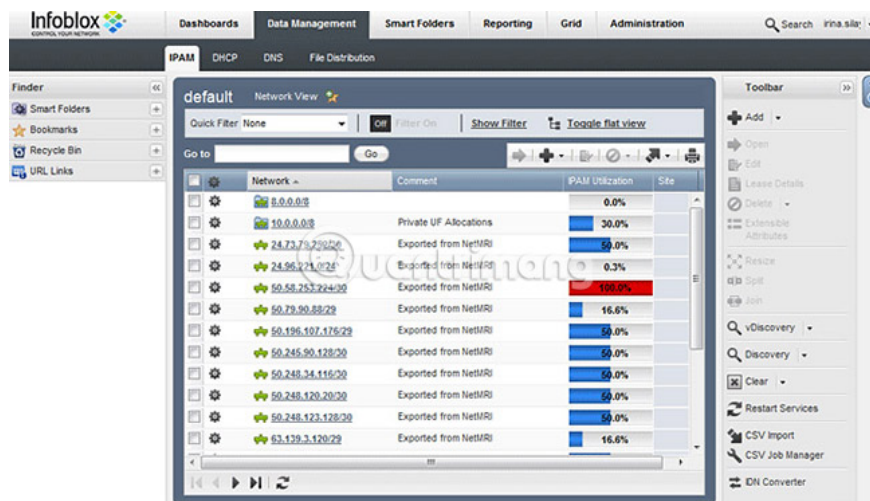 Infoblox
CONTROL YOUR NETWORK
Dashboards
Data Management
Smart Folders
Reporting
Grid
Administration
Search
IPAM
DHCP
DNS
File Distribution
Finder
Smart Folders
Bookmarks
Recycle Bin
URL Links
default
Network View
Quick Filter None
Off Filter On
Show Filter
Toggle flat view
Go to
Go
Network
Comment
IPAM Utilization
Site
8.0.0.0/8 0.0%
10.0.0.0/8 Private UF Allocations 30.0%
Exported from NetMRI 50.0%
24.96.221.0/24 Exported from NetMRI 0.3%
50.58.253.224/30 Exported from NetMRI 100.0%
50.79.90.88/29 Exported from NetMRI 16.6%
50.196.107.176/29 Exported from NetMRI 50.0%
50.245.90.128/30 Exported from NetMRI 50.0%
50.248.34.116/30 Exported from NetMRI 50.0%
50.248.120.20/30 Exported from NetMRI 50.0%
50.248.123.128/30 Exported from NetMRI 50.0%
63.139.3.120/29 Exported from NetMRI 16.6%
Quantrimang
Toolbar
Add
Open
Edit
Lease Details
Delete
Extensible
Attributes
Resize
Split
Join
vDiscovery
Discovery
Clear
Restart Services
CSV Import
CSV Job Manager
IDN Converter